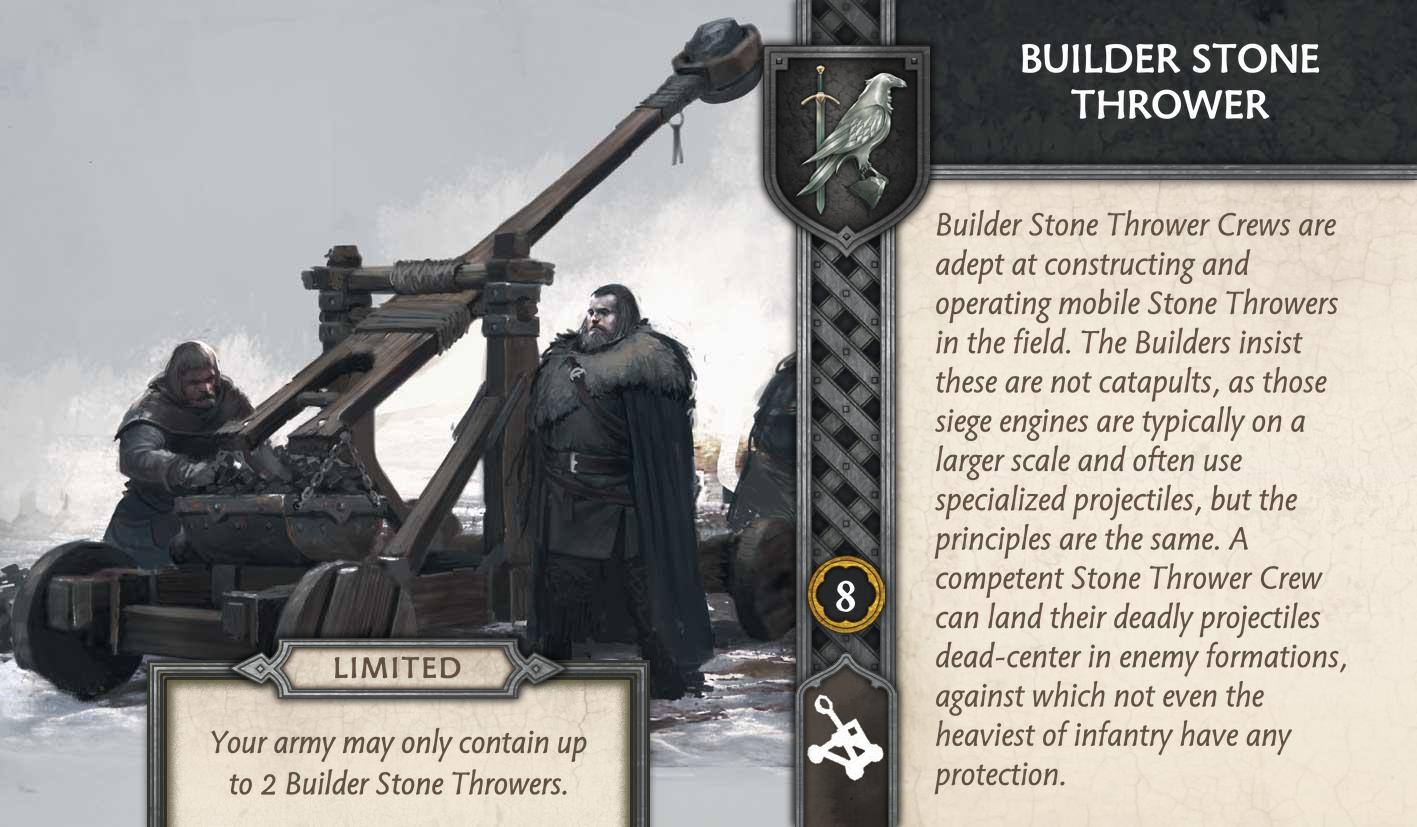 BUILDER STONE
THROWER
Builder Stone Thrower Crews are
adept at constructing and
operating mobile Stone Throwers
in the field. The Builders insist
these are not catapults, as those
siege engines are typically on a
larger scale and often use
specialized projectiles, but the
principles are the same. A
competent Stone Thrower Crew
can land their deadly projectiles
dead-center in enemy formations,
against which not even the
heaviest of infantry have any
protection.
8
LIMITED
Your army may only contain up
to 2 Builder Stone Throwers.